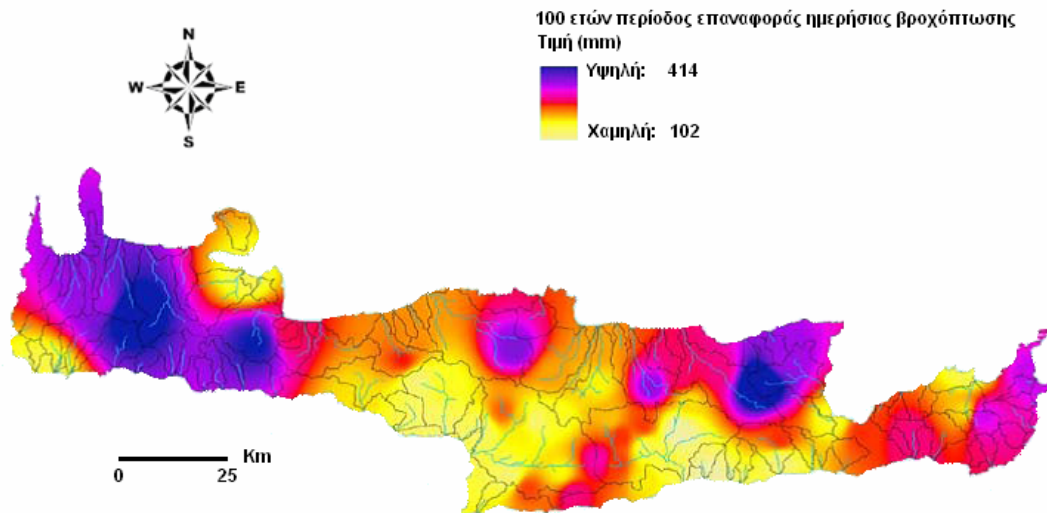 100 ετών περίοδος επαναφοράς ημερήσιας βροχόπτωσης
Τιμή (mm)
Υψηλή: 414
Χαμηλή: 102
N
W E
S
Km
0 25